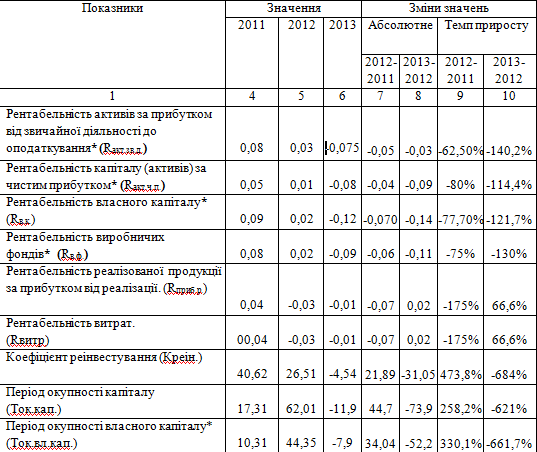 Показники Значення Зміни значень
2011 2012 2013 Абсолютне Темп приросту
2012-2011 2013-2012 2012-2011 2013-2012
1 4 5 6 7 8 9 10
Рентабельність активів за прибутком
від звичайної діяльності до
оподаткування* (Rакт.зв.д.) 0,08 0,03 -0,075 -0,05 -0,03 -62,50% -140,2%
Рентабельність капіталу (активів) за
чистим прибутком* (Rакт.ч.д.) 0,05 0,01 -0,08 -0,04 -0,09 -80% -114,4%
Рентабельність власного капіталу*
(Rв.к.) 0,09 0,02 -0,12 -0,070 -0,14 -77,70% -121,7%
Рентабельність виробничих
фондів* (Rв.ф.) 0,08 0,02 -0,09 -0,06 -0,11 -75% -130%
Рентабельність реалізованої продукції
за прибутком від реалізації. (Rприб.р.)
0,04 -0,03 -0,01 -0,07 0,02 -175% 66,6%
Рентабельність витрат.
(Rвитр) 00,04 -0,03 -0,01 -0,07 0,02 -175% 66,6%
Коефіцієнт реінвестування (Креін.)
40,62 26,51 -4,54 21,89 -31,05 473,8% -684%
Період окупності капіталу
(Ток.кап.) 17,31 62,01 -11,9 44,7 -73,9 258,2% -621%
Період окупності власного капіталу*
(Ток.вл.кап.) 10,31 44,35 -7,9 34,04 -52,2 330,1% -661,7%